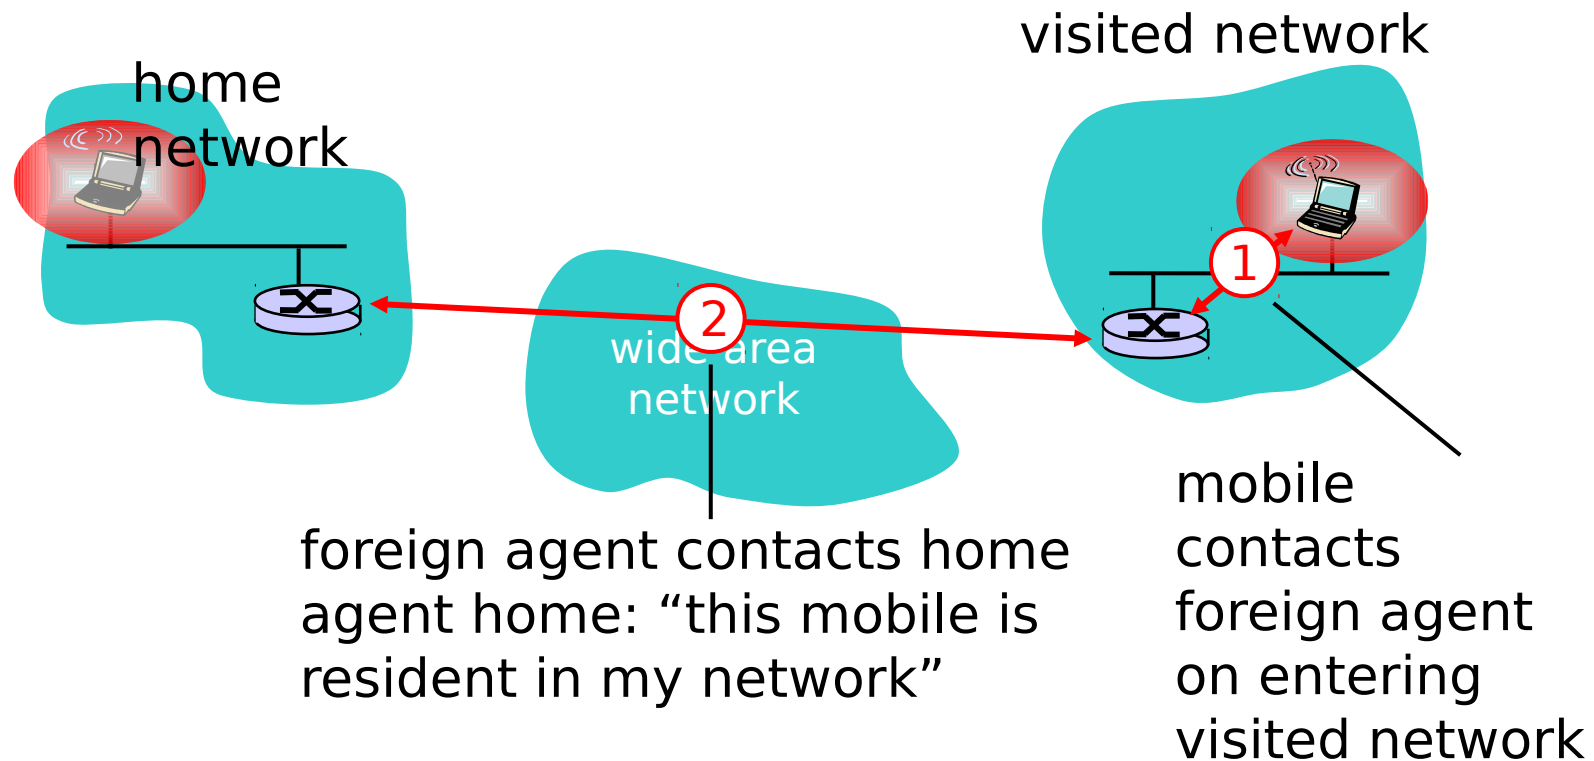 visited network
home
network
1
2
wide area
network
foreign agent contacts home
agent home: “this mobile is
resident in my network”
mobile
contacts
foreign agent
on entering
visited network